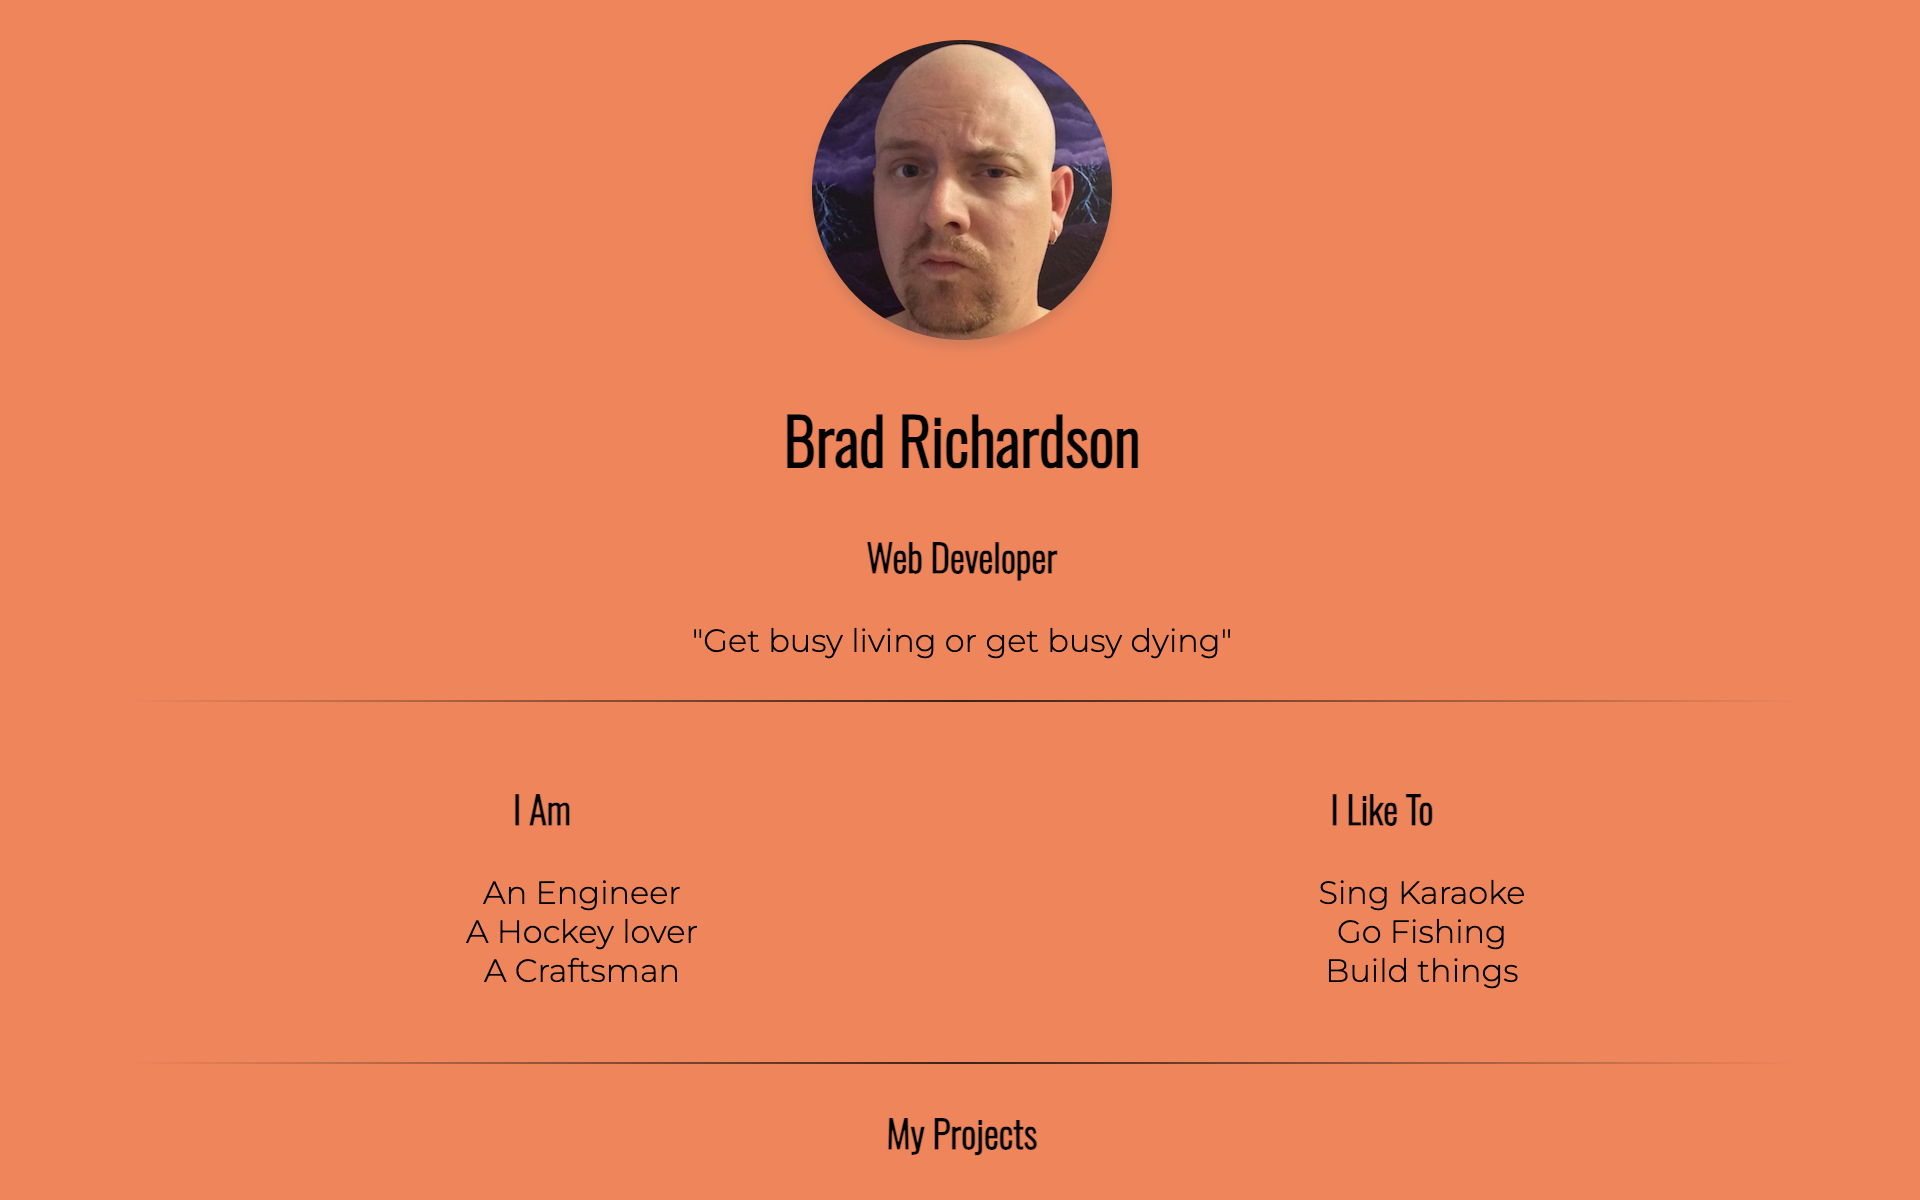 Brad Richardson
Web Developer
"Get busy living or get busy dying"
I Am
An Engineer
A Hockey lover
A Craftsman
I Like To
Sing Karaoke
Go Fishing
Build things
My Projects